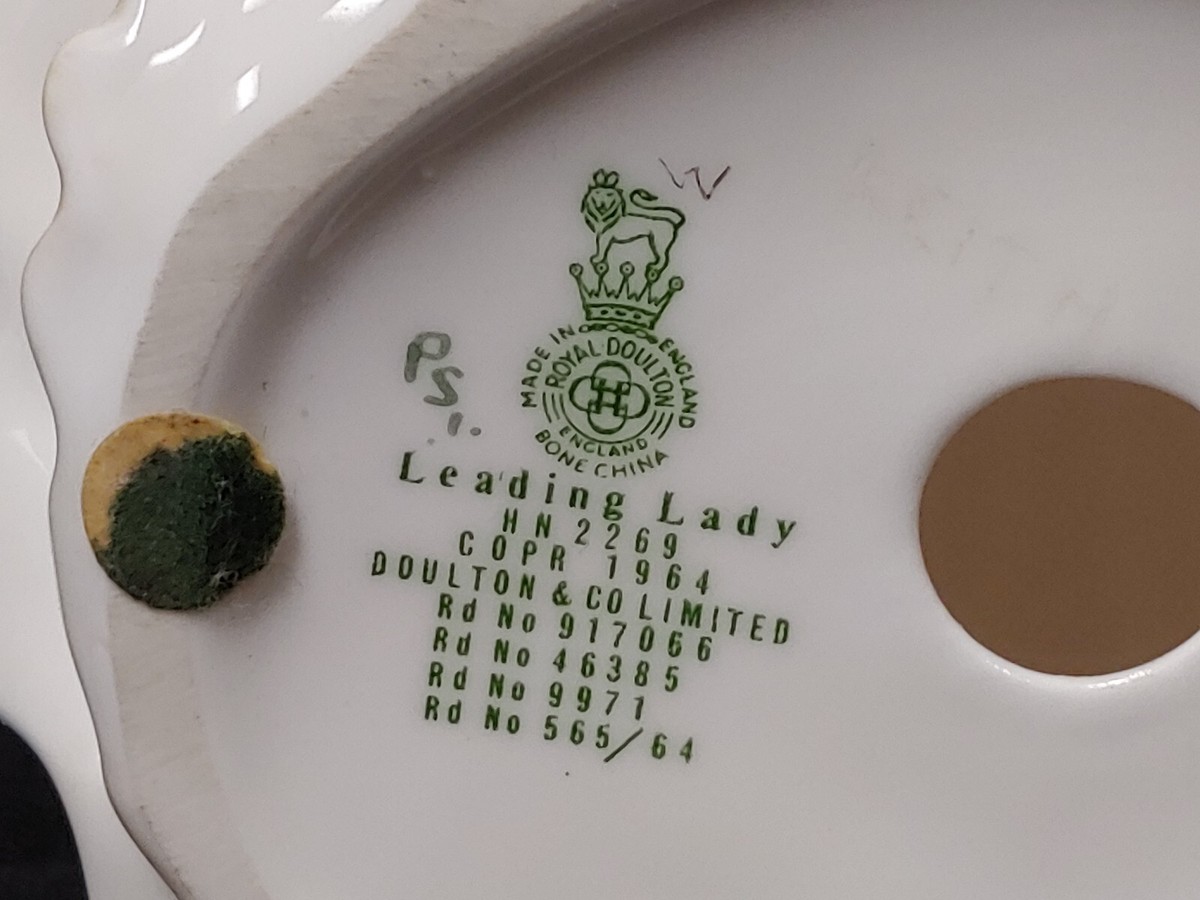 W
MADE IN ENGLAND
ROYAL DOULTON
ENGLAND
BONE CHINA
PS.
Leading Lady
HN 2269
COPR 1964
DOULTON & CO LIMITED
Rd No 917066
Rd No 46385
Rd No 9971
Rd No 565/64